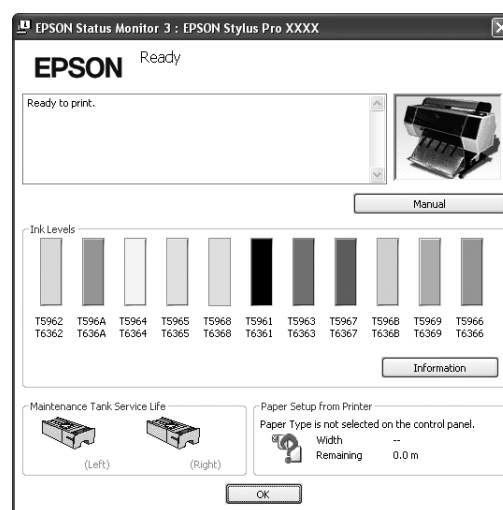 EPSON Status Monitor 3 : EPSON Stylus Pro XXXX
EPSON
Ready
Ready to print.
Manual
Ink Levels
T5962 T596A T5964 T5965 T5968 T5961 T5963 T5967 T596B T5969 T5966
T6362 T636A T6364 T6365 T6368 T6361 T6363 T6367 T636B T6369 T6366
Information
Maintenance Tank Service Life
(Left) (Right)
Paper Setup from Printer
Paper Type is not selected on the control panel.
Width --
Remaining 0.0 m
OK